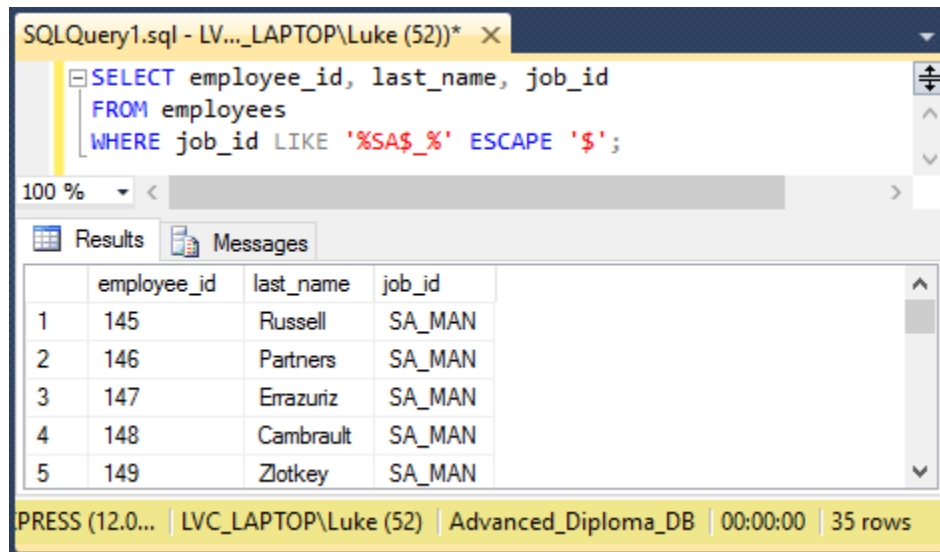 SQLQuery1.sql - LV..._LAPTOP\Luke (52))* ×
SELECT employee_id, last_name, job_id
FROM employees
WHERE job_id LIKE '%SA$_%' ESCAPE '$';
100 %
Results Messages
employee_id last_name job_id
1 145 Russell SA_MAN
2 146 Partners SA_MAN
3 147 Errazuriz SA_MAN
4 148 Cambrault SA_MAN
5 149 Zlotkey SA_MAN
PRESS (12.0... LVC_LAPTOP\Luke (52) Advanced_Diploma_DB 00:00:00 35 rows